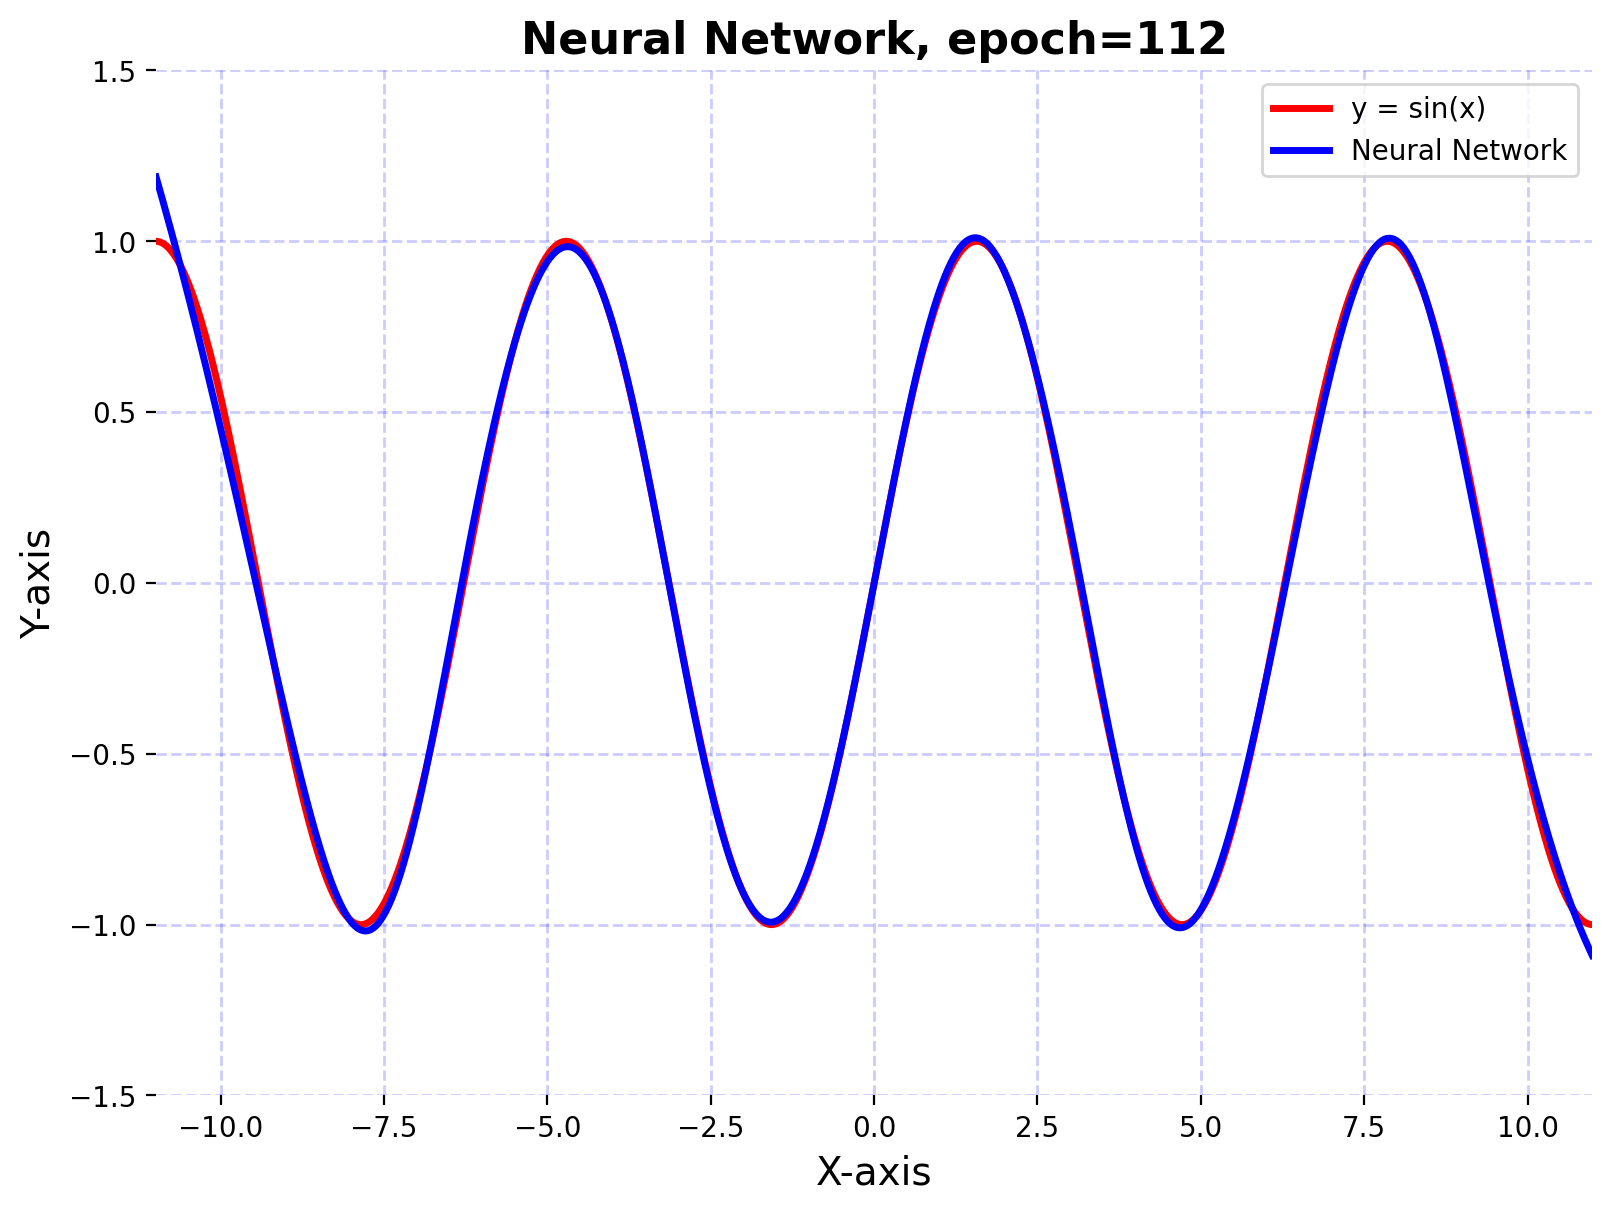 Neural Network, epoch=112
1.5
1.0
0.5
0.0
−0.5
−1.0
−1.5
y = sin(x)
Neural Network
Y-axis
−10.0 −7.5 −5.0 −2.5 0.0 2.5 5.0 7.5 10.0
X-axis